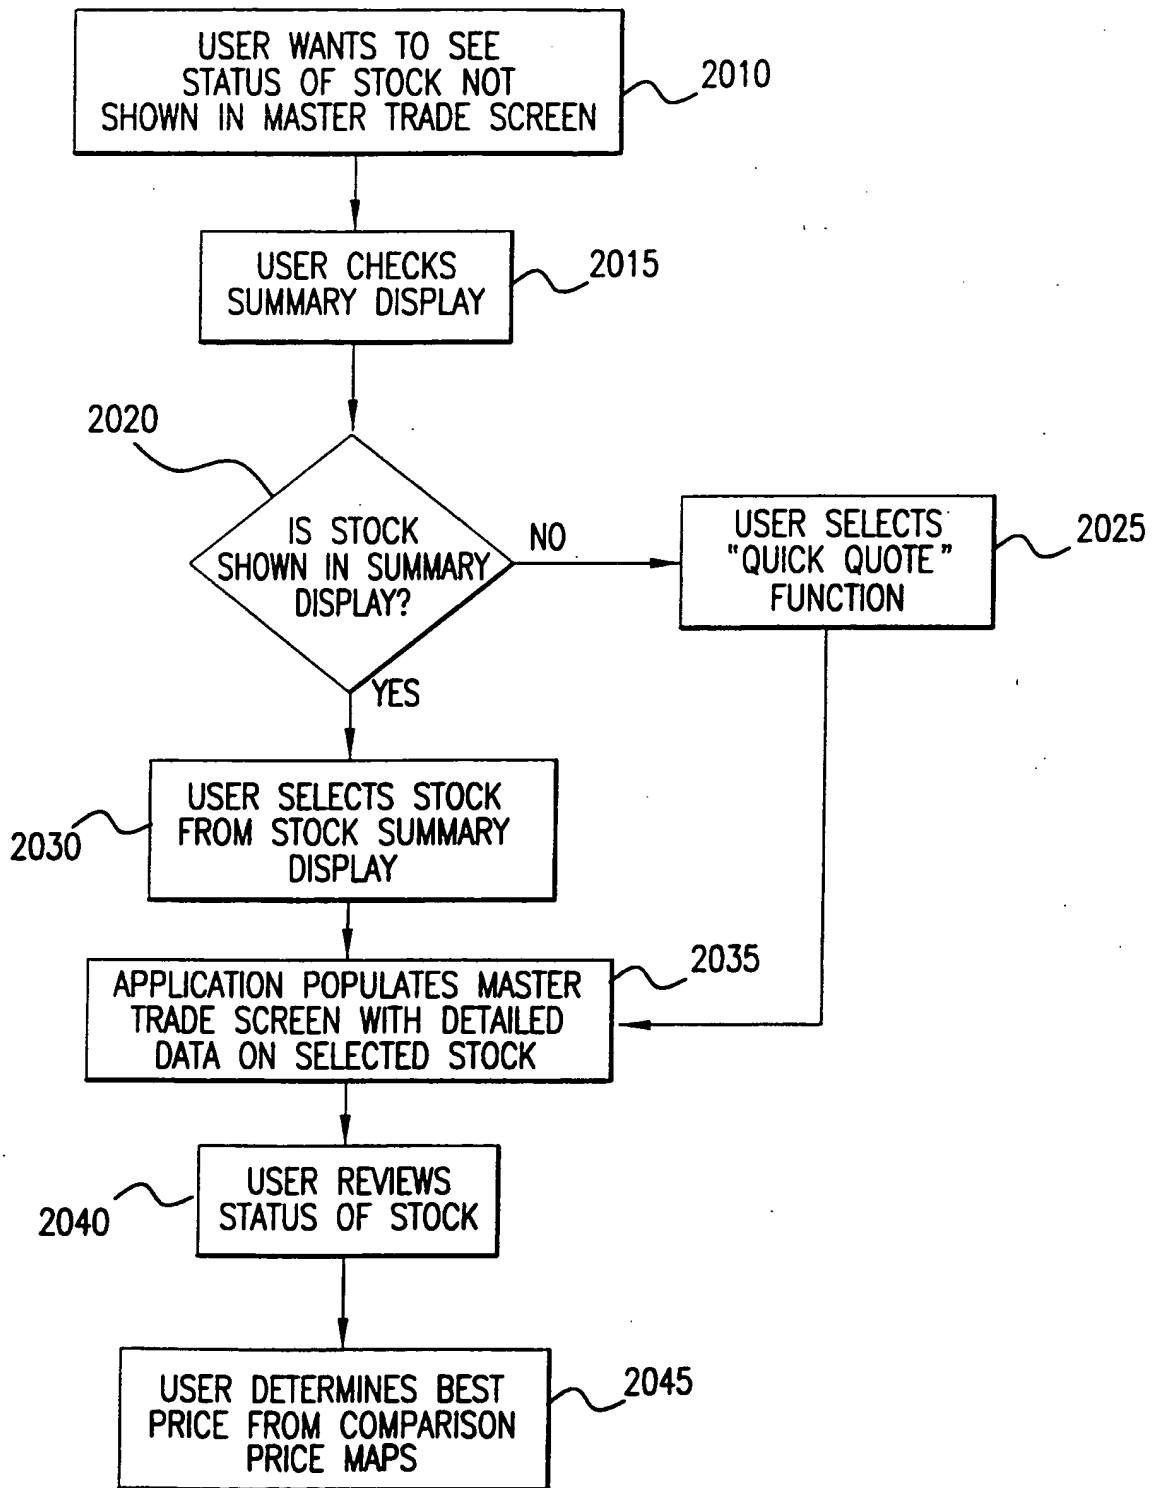 USER WANTS TO SEE
STATUS OF STOCK NOT
SHOWN IN MASTER TRADE SCREEN
2010
USER CHECKS
SUMMARY DISPLAY
2015
2020
IS STOCK
SHOWN IN SUMMARY
DISPLAY?
NO
USER SELECTS
"QUICK QUOTE"
FUNCTION
2025
YES
USER SELECTS STOCK
FROM STOCK SUMMARY
DISPLAY
2030
APPLICATION POPULATES MASTER
TRADE SCREEN WITH DETAILED
DATA ON SELECTED STOCK
2035
USER REVIEWS
STATUS OF STOCK
2040
USER DETERMINES BEST
PRICE FROM COMPARISON
PRICE MAPS
2045